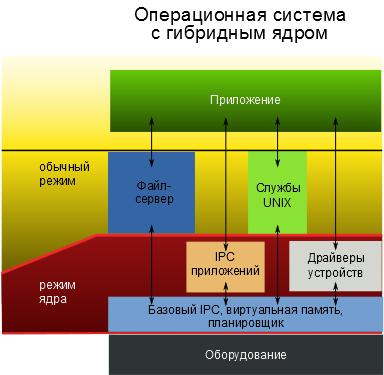 Операционная система
с гибридным ядром
Приложение
обычный
режим
Файл-
сервер
Службы
UNIX
IPC
приложений
Драйверы
устройств
режим
ядра
Базовый IPC, виртуальная память,
планировщик
Оборудование